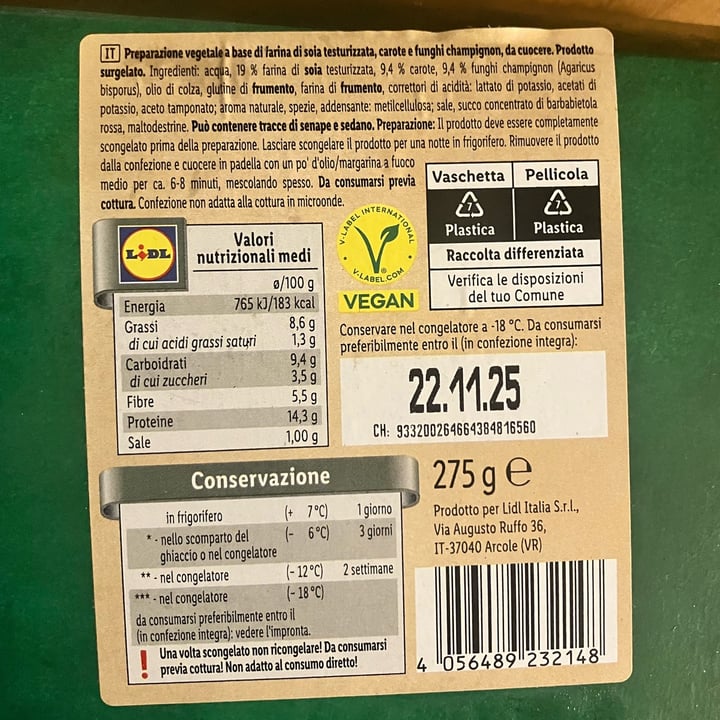 IT Preparazione vegetale a base di farina di soia testurizzata, carote e funghi champignon, da cuocere. Prodotto
surgelato. Ingredienti: acqua, 19 % farina di soia testurizzata, 9,4 % carote, 9,4 % funghi champignon (Agaricus
bisporus), olio di colza, glutine di frumento, farina di frumento, correttori di acidità: lattato di potassio, acetati di
potassio, aceto tamponato; aroma naturale, spezie, addensante: metilcellulosa; sale, succo concentrato di barbabietola
rossa, maltodestrine. Può contenere tracce di senape e sedano. Preparazione: Il prodotto deve essere completamente
scongelato prima della preparazione. Lasciare scongelare il prodotto per una notte in frigorifero. Rimuovere il prodotto
dalla confezione e cuocere in padella con un po' d'olio/margarina a fuoco
medio per ca. 6-8 minuti, mescolando spesso. Da consumarsi previa
cottura. Confezione non adatta alla cottura in microonde.
Vaschetta Pellicola
7 7
Plastica Plastica
Raccolta differenziata
Verifica le disposizioni
del tuo Comune
LIDL
Valori
nutrizionali medi
ø/100 g
Energia 765 kJ/183 kcal
Grassi 8,6 g
di cui acidi grassi saturi 1,3 g
Carboidrati 9,4 g
di cui zuccheri 3,5 g
Fibre 5,5 g
Proteine 14,3 g
Sale 1,00 g
V-LABEL INTERNATIONAL
V-LABEL.COM
®
VEGAN
Conservare nel congelatore a -18 °C. Da consumarsi
preferibilmente entro il (in confezione integra):
22.11.25
CH: 933200264664384816560
Conservazione
in frigorifero (+ 7°C) 1 giorno
* - nello scomparto del (- 6°C) 3 giorni
ghiaccio o nel congelatore
** - nel congelatore (- 12°C) 2 settimane
*** - nel congelatore (- 18°C)
da consumarsi preferibilmente entro il
(in confezione integra): vedere l'impronta.
! Una volta scongelato non ricongelare! Da consumarsi
previa cottura! Non adatto al consumo diretto!
275 g e
Prodotto per Lidl Italia S.r.l.,
Via Augusto Ruffo 36,
IT-37040 Arcole (VR)
4 056489 232148